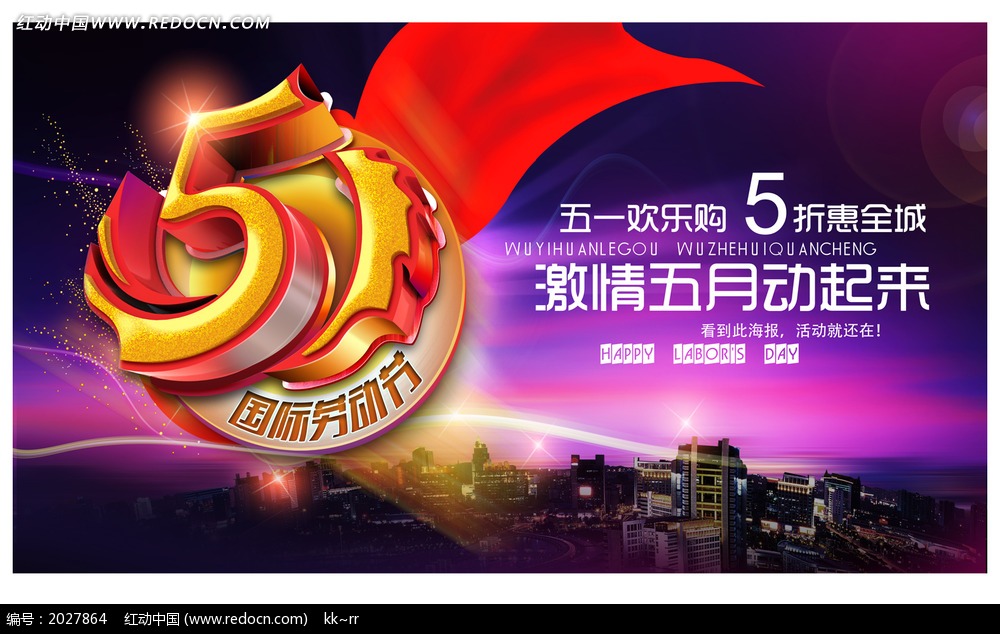 红动中国WWW.REDOCN.COM
51
国际劳动节
五一欢乐购 5折惠全城
WUYIHUANLEGOU WUZHEHUIQUANCHENG
激情五月动起来
看到此海报，活动就还在！
HAPPY LABOR'S DAY
编号：2027864 红动中国 (www.redocn.com) kk~rr